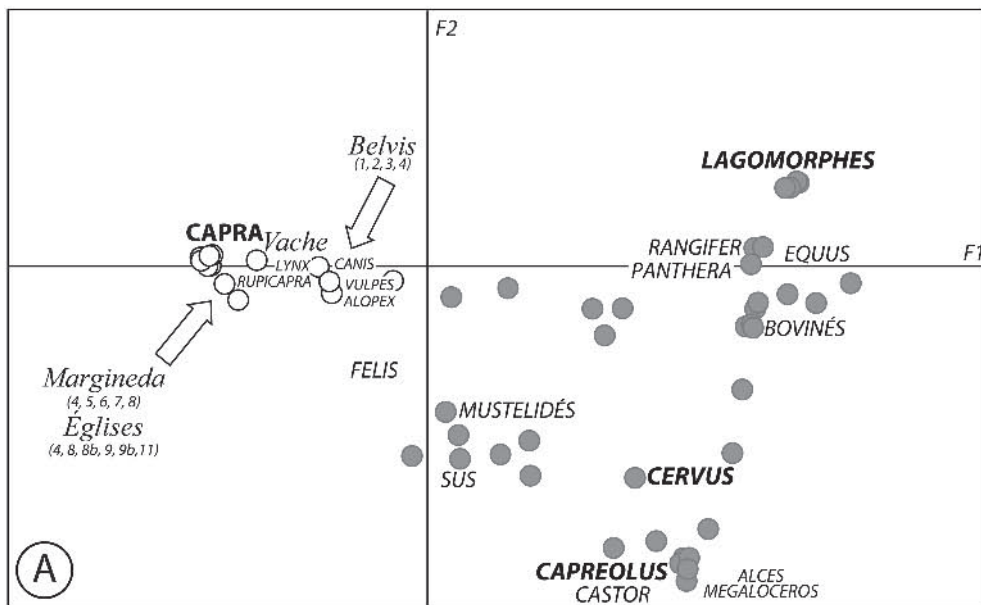 F2
Belvis
(1, 2, 3, 4)
LAGOMORPHES
CAPRA
Vache
RANGIFER
EQUUS
F1
LYNX
CANIS
PANTHERA
RUPICAPRA
VULPES
ALOPEX
BOVINÉS
Margineda
(4, 5, 6, 7, 8)
FELIS
Églises
(4, 8, 8b, 9, 9b, 11)
MUSTELIDÉS
SUS
CERVUS
A
CAPREOLUS
ALCES
CASTOR
MEGALOCEROS